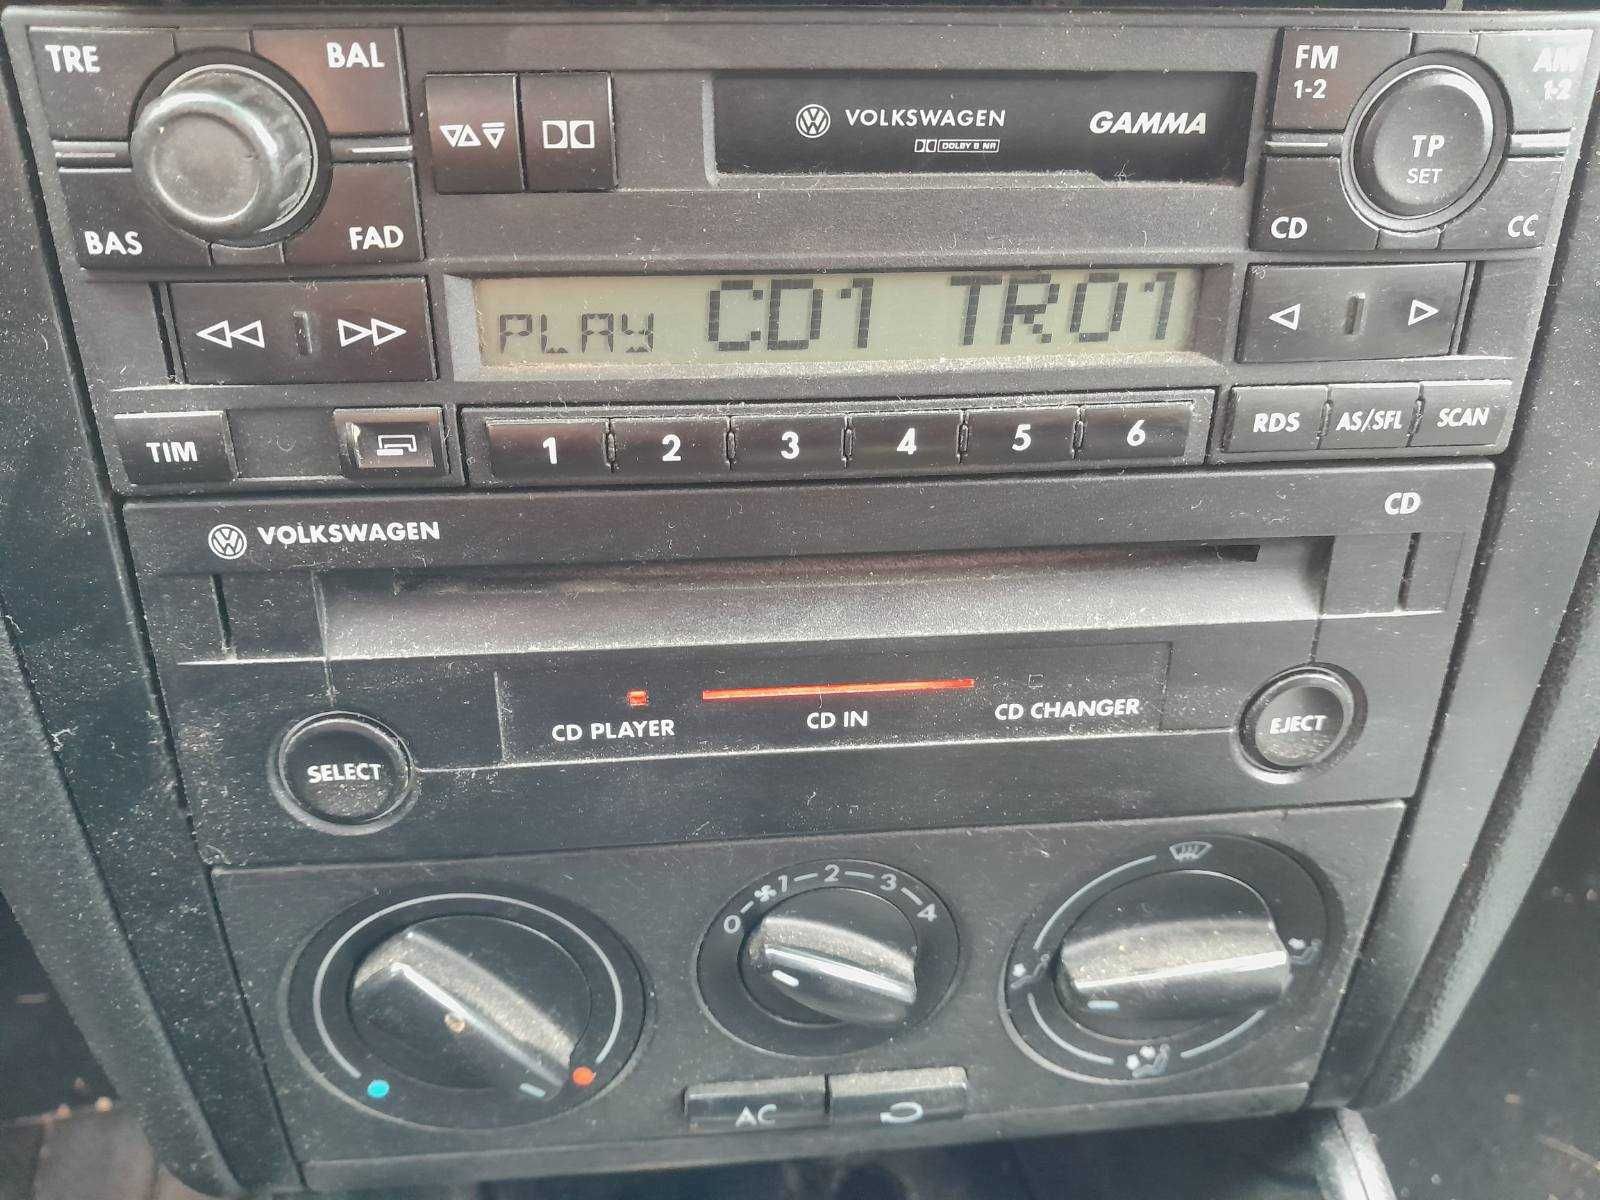 TRE BAL
VOLKSWAGEN GAMMA
DOLBY B NR
FM AM
1-2 1-2
TP
SET
BAS FAD
CD CC
PLAY CD1 TR01
TIM 1 2 3 4 5 6 RDS AS/SFL SCAN
VOLKSWAGEN CD
CD PLAYER CD IN CD CHANGER
SELECT EJECT
0 1 2 3 4
AC